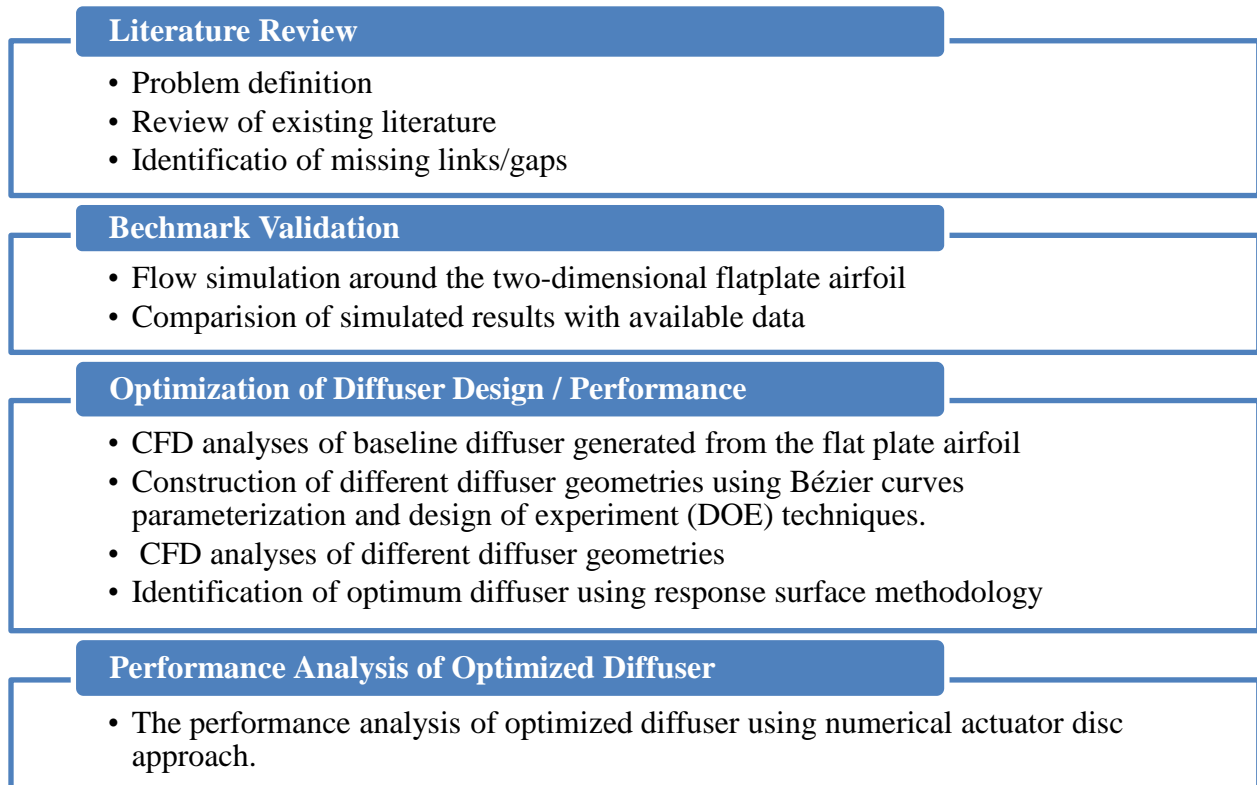 Literature Review
• Problem definition
• Review of existing literature
• Identificatio of missing links/gaps
Bechmark Validation
• Flow simulation around the two-dimensional flatplate airfoil
• Comparision of simulated results with available data
Optimization of Diffuser Design / Performance
• CFD analyses of baseline diffuser generated from the flat plate airfoil
• Construction of different diffuser geometries using Bézier curves
parameterization and design of experiment (DOE) techniques.
• CFD analyses of different diffuser geometries
• Identification of optimum diffuser using response surface methodology
Performance Analysis of Optimized Diffuser
• The performance analysis of optimized diffuser using numerical actuator disc
approach.